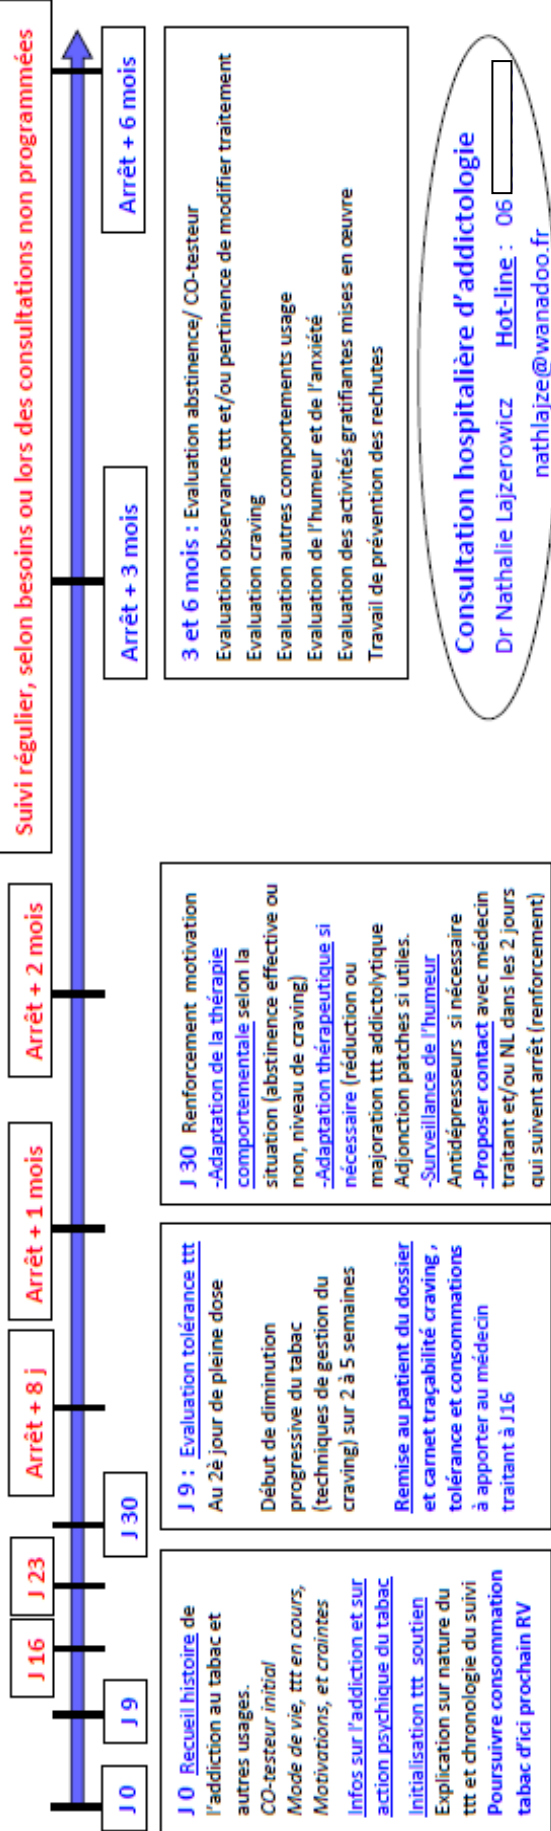 Suivi régulier, selon besoins ou lors des consultations non programmées
J 16
J 23
Arrêt + 8 j
Arrêt + 1 mois
Arrêt + 2 mois
J 0
J 9
J 30
Arrêt + 3 mois
Arrêt + 6 mois
J 0 Recueil histoire de
l'addiction au tabac et
autres usages.
CO-testeur initial
Mode de vie, ttt en cours,
Motivations, et craintes
Infos sur l'addiction et sur
action psychique du tabac
Initialisation ttt soutien
Explication sur nature du
ttt et chronologie du suivi
Poursuivre consommation
tabac d'ici prochain RV
J 9 : Evaluation tolérance ttt
Au 2è jour de pleine dose
Début de diminution
progressive du tabac
(techniques de gestion du
craving) sur 2 à 5 semaines
Remise au patient du dossier
et carnet traçabilité craving ,
tolérance et consommations
à apporter au médecin
traitant à J16
J 30 Renforcement motivation
-Adaptation de la thérapie
comportementale selon la
situation (abstinence effective ou
non, niveau de craving)
-Adaptation thérapeutique si
nécessaire (réduction ou
majoration ttt addictolytique
Adjonction patches si utiles.
-Surveillance de l'humeur
Antidépresseurs si nécessaire
-Proposer contact avec médecin
traitant et/ou NL dans les 2 jours
qui suivent arrêt (renforcement)
3 et 6 mois : Evaluation abstinence/ CO-testeur
Evaluation observance ttt et/ou pertinence de modifier traitement
Evaluation craving
Evaluation autres comportements usage
Evaluation de l'humeur et de l'anxiété
Evaluation des activités gratifiantes mises en œuvre
Travail de prévention des rechutes
Consultation hospitalière d'addictologie
Dr Nathalie Lajzerowicz Hot-line : 06
nathlajze@wanadoo.fr